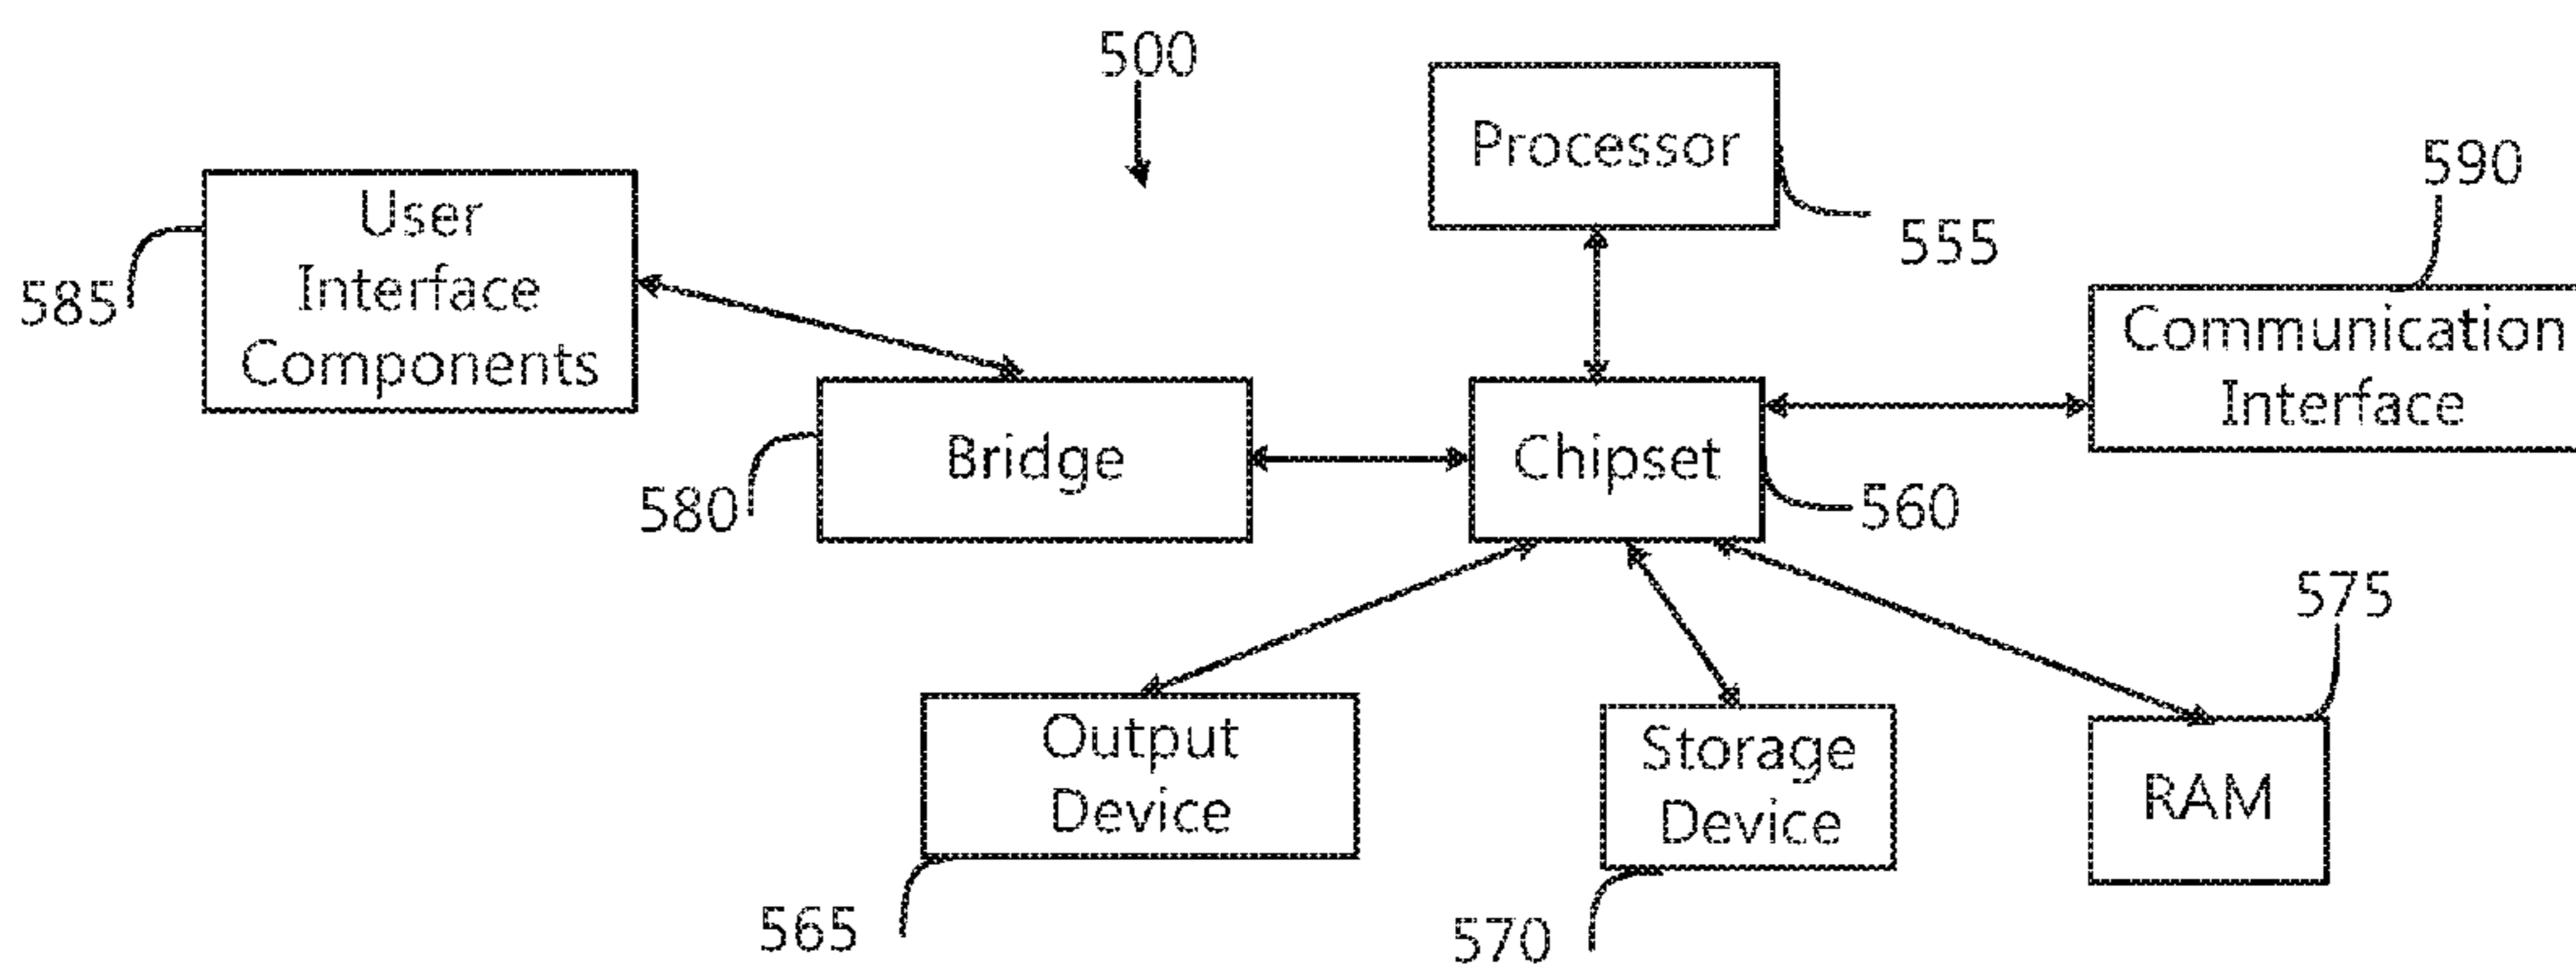 500
Processor
590
User
Interface
Components
555
585
Communication
Interface
Bridge
Chipset
580
560
575
Output
Device
Storage
Device
RAM
565
570